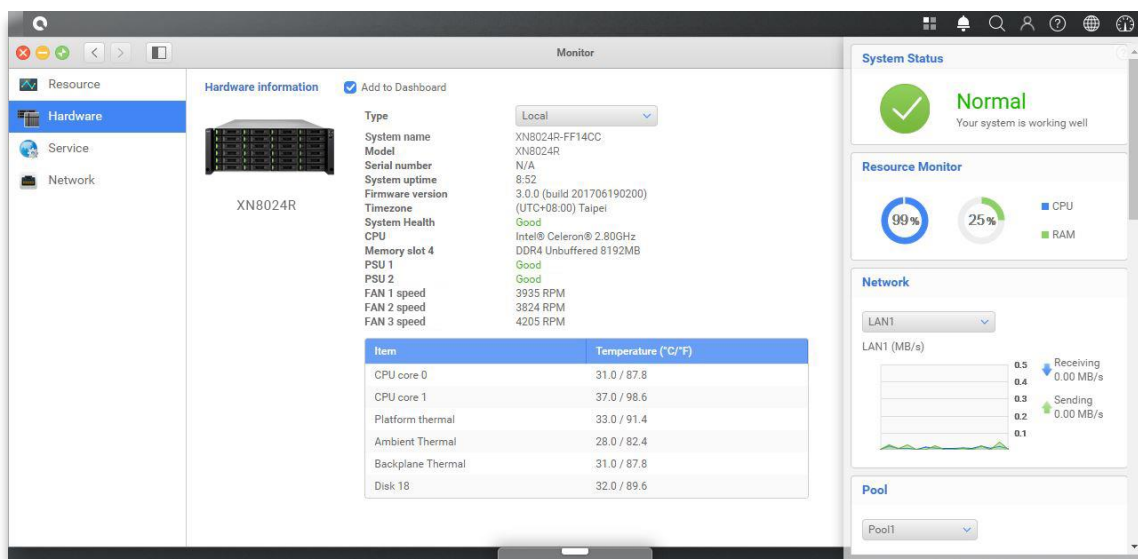 Monitor
Resource
Hardware
Service
Network
Hardware information
Add to Dashboard
XN8024R
Type Local
System name XN8024R-FF14CC
Model XN8024R
Serial number N/A
System uptime 8:52
Firmware version 3.0.0 (build 201706190200)
Timezone (UTC+08:00) Taipei
System Health Good
CPU Intel® Celeron® 2.80GHz
Memory slot 4 DDR4 Unbuffered 8192MB
PSU 1 Good
PSU 2 Good
FAN 1 speed 3935 RPM
FAN 2 speed 3824 RPM
FAN 3 speed 4205 RPM
Item Temperature (°C/°F)
CPU core 0 31.0 / 87.8
CPU core 1 37.0 / 98.6
Platform thermal 33.0 / 91.4
Ambient Thermal 28.0 / 82.4
Backplane Thermal 31.0 / 87.8
Disk 18 32.0 / 89.6
System Status
Normal
Your system is working well
Resource Monitor
99%
25%
CPU
RAM
Network
LAN1
LAN1 (MB/s)
0.5
0.4
0.3
0.2
0.1
Receiving
0.00 MB/s
Sending
0.00 MB/s
Pool
Pool1